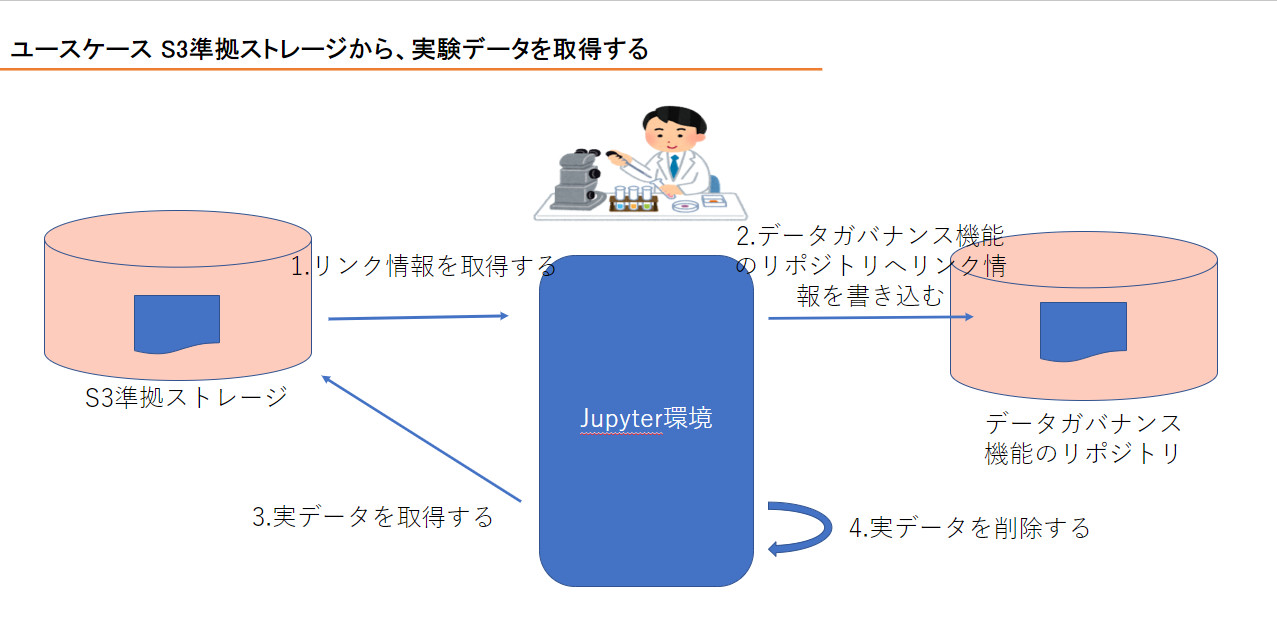 ユースケース S3準拠ストレージから、実験データを取得する
1.リンク情報を取得する
2.データガバナンス機能
のリポジトリへリンク情
報を書き込む
S3準拠ストレージ
Jupyter環境
データガバナンス
機能のリポジトリ
3.実データを取得する
4.実データを削除する